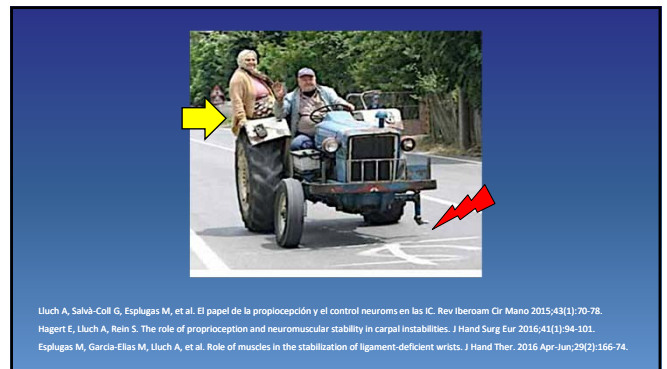 Lluch A, Salvà-Coll G, Esplugas M, et al. El papel de la propiocepción y el control neuroms en las IC. Rev Iberoam Cir Mano 2015;43(1):70-78.
Hagert E, Lluch A, Rein S. The role of proprioception and neuromuscular stability in carpal instabilities. J Hand Surg Eur 2016;41(1):94-101.
Esplugas M, Garcia-Elias M, Lluch A, et al. Role of muscles in the stabilization of ligament-deficient wrists. J Hand Ther. 2016 Apr-Jun;29(2):166-74.